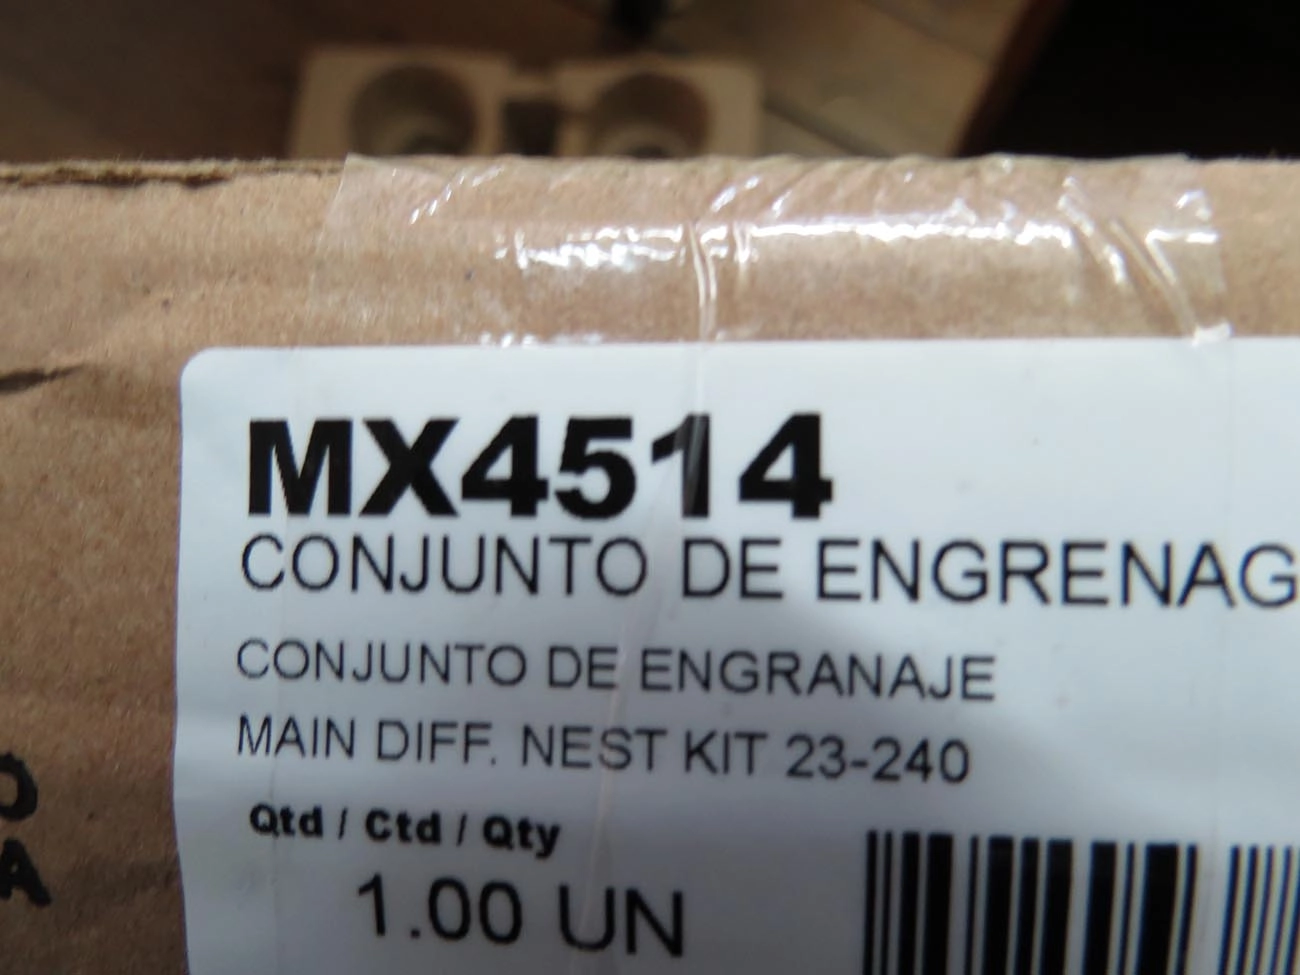 MX4514
CONJUNTO DE ENGRENAG
CONJUNTO DE ENGRANAJE
MAIN DIFF. NEST KIT 23-240
Qtd / Ctd / Qty
1.00 UN
O
A